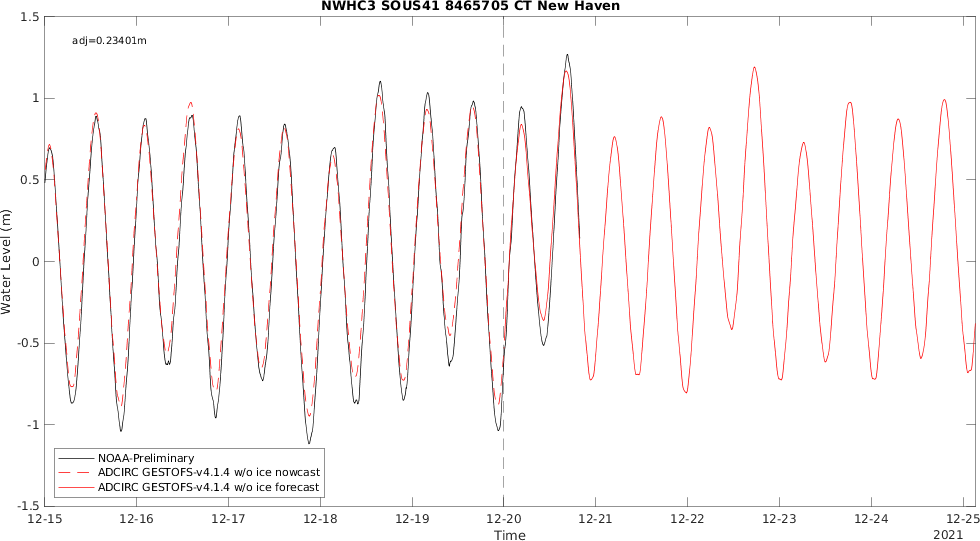 NWHC3 SOUS41 8465705 CT New Haven
adj=0.23401m
1.5
1
0.5
0
-0.5
-1
-1.5
Water Level (m)
NOAA-Preliminary
ADCIRC GESTOFS-v4.1.4 w/o ice nowcast
ADCIRC GESTOFS-v4.1.4 w/o ice forecast
12-15 12-16 12-17 12-18 12-19 12-20 12-21 12-22 12-23 12-24 12-25
Time
2021